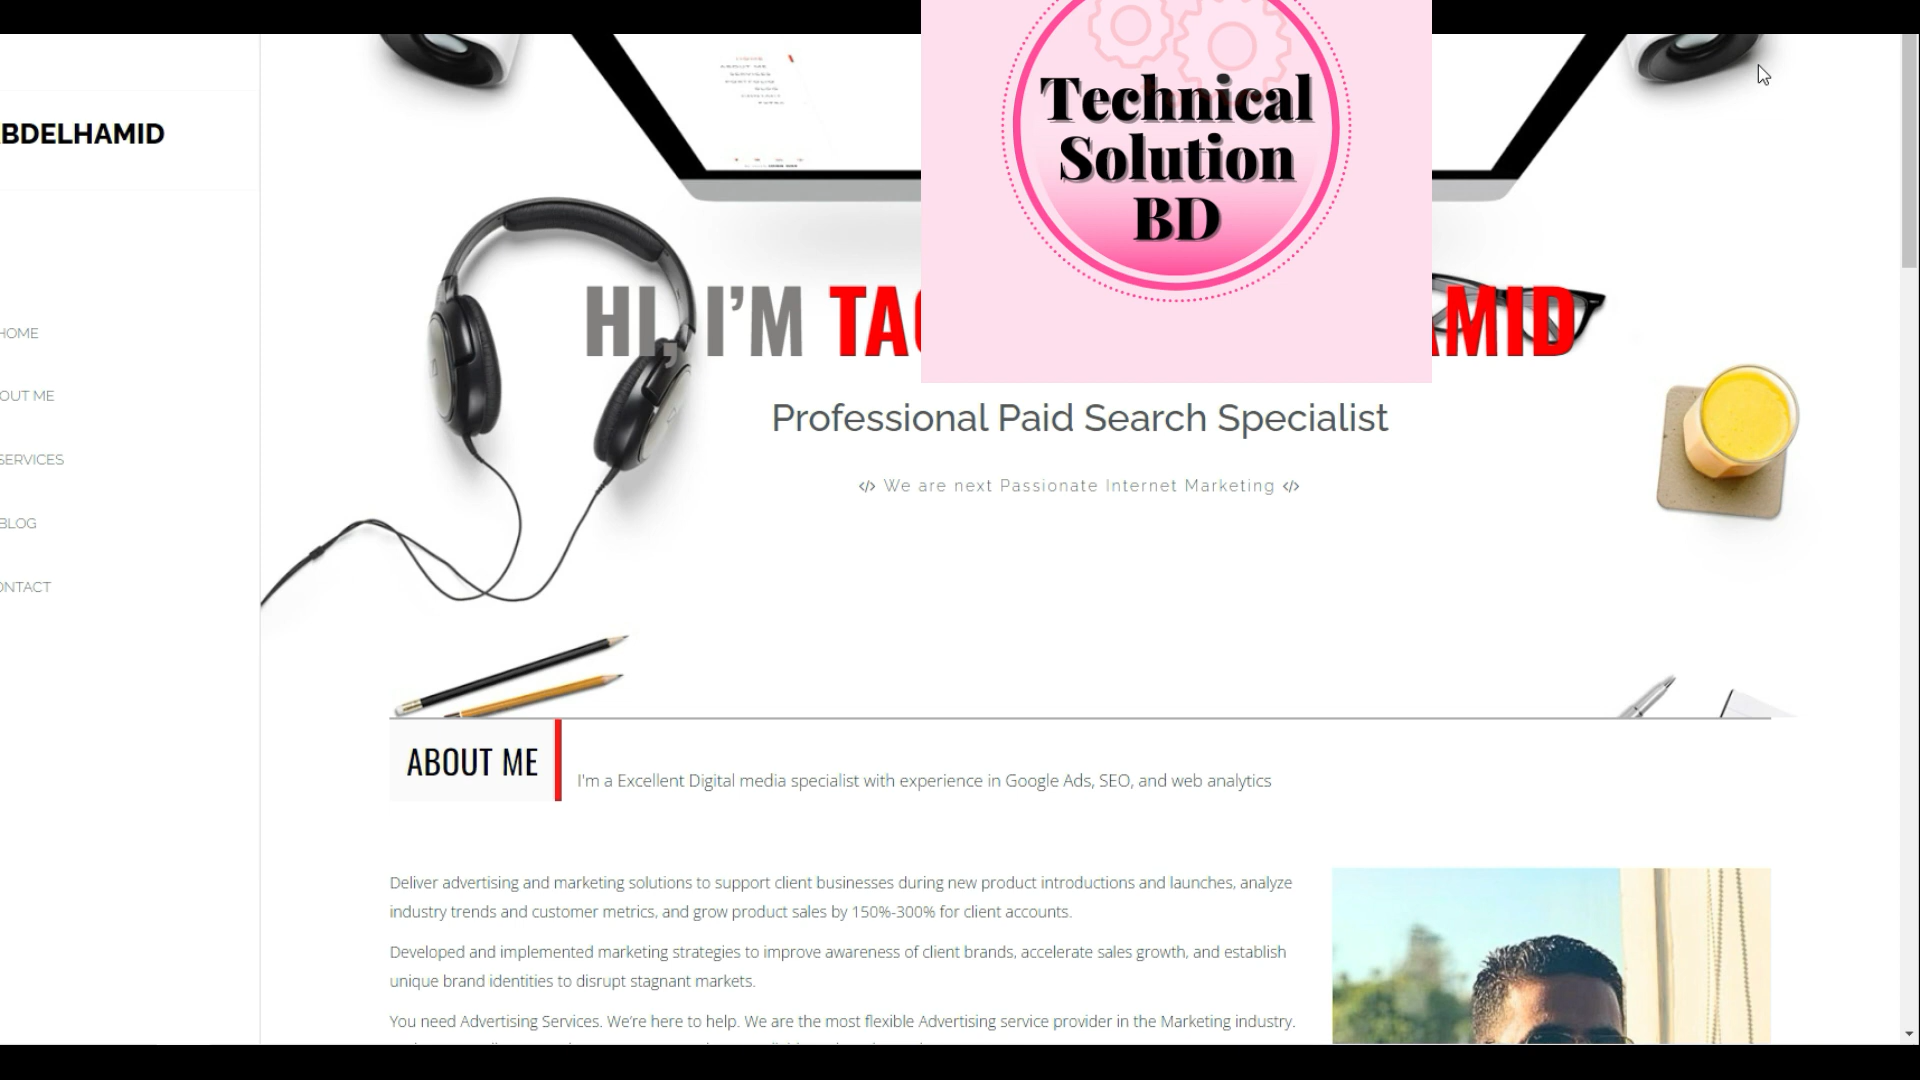 BDELHAMID
HOME
OUT ME
SERVICES
BLOG
ONTACT
Technical
Solution
BD
HI, I’M TA
MID
Professional Paid Search Specialist
</> We are next Passionate Internet Marketing </>
ABOUT ME
I'm a Excellent Digital media specialist with experience in Google Ads, SEO, and web analytics
Deliver advertising and marketing solutions to support client businesses during new product introductions and launches, analyze
industry trends and customer metrics, and grow product sales by 150%-300% for client accounts.
Developed and implemented marketing strategies to improve awareness of client brands, accelerate sales growth, and establish
unique brand identities to disrupt stagnant markets.
You need Advertising Services. We’re here to help. We are the most flexible Advertising service provider in the Marketing industry.